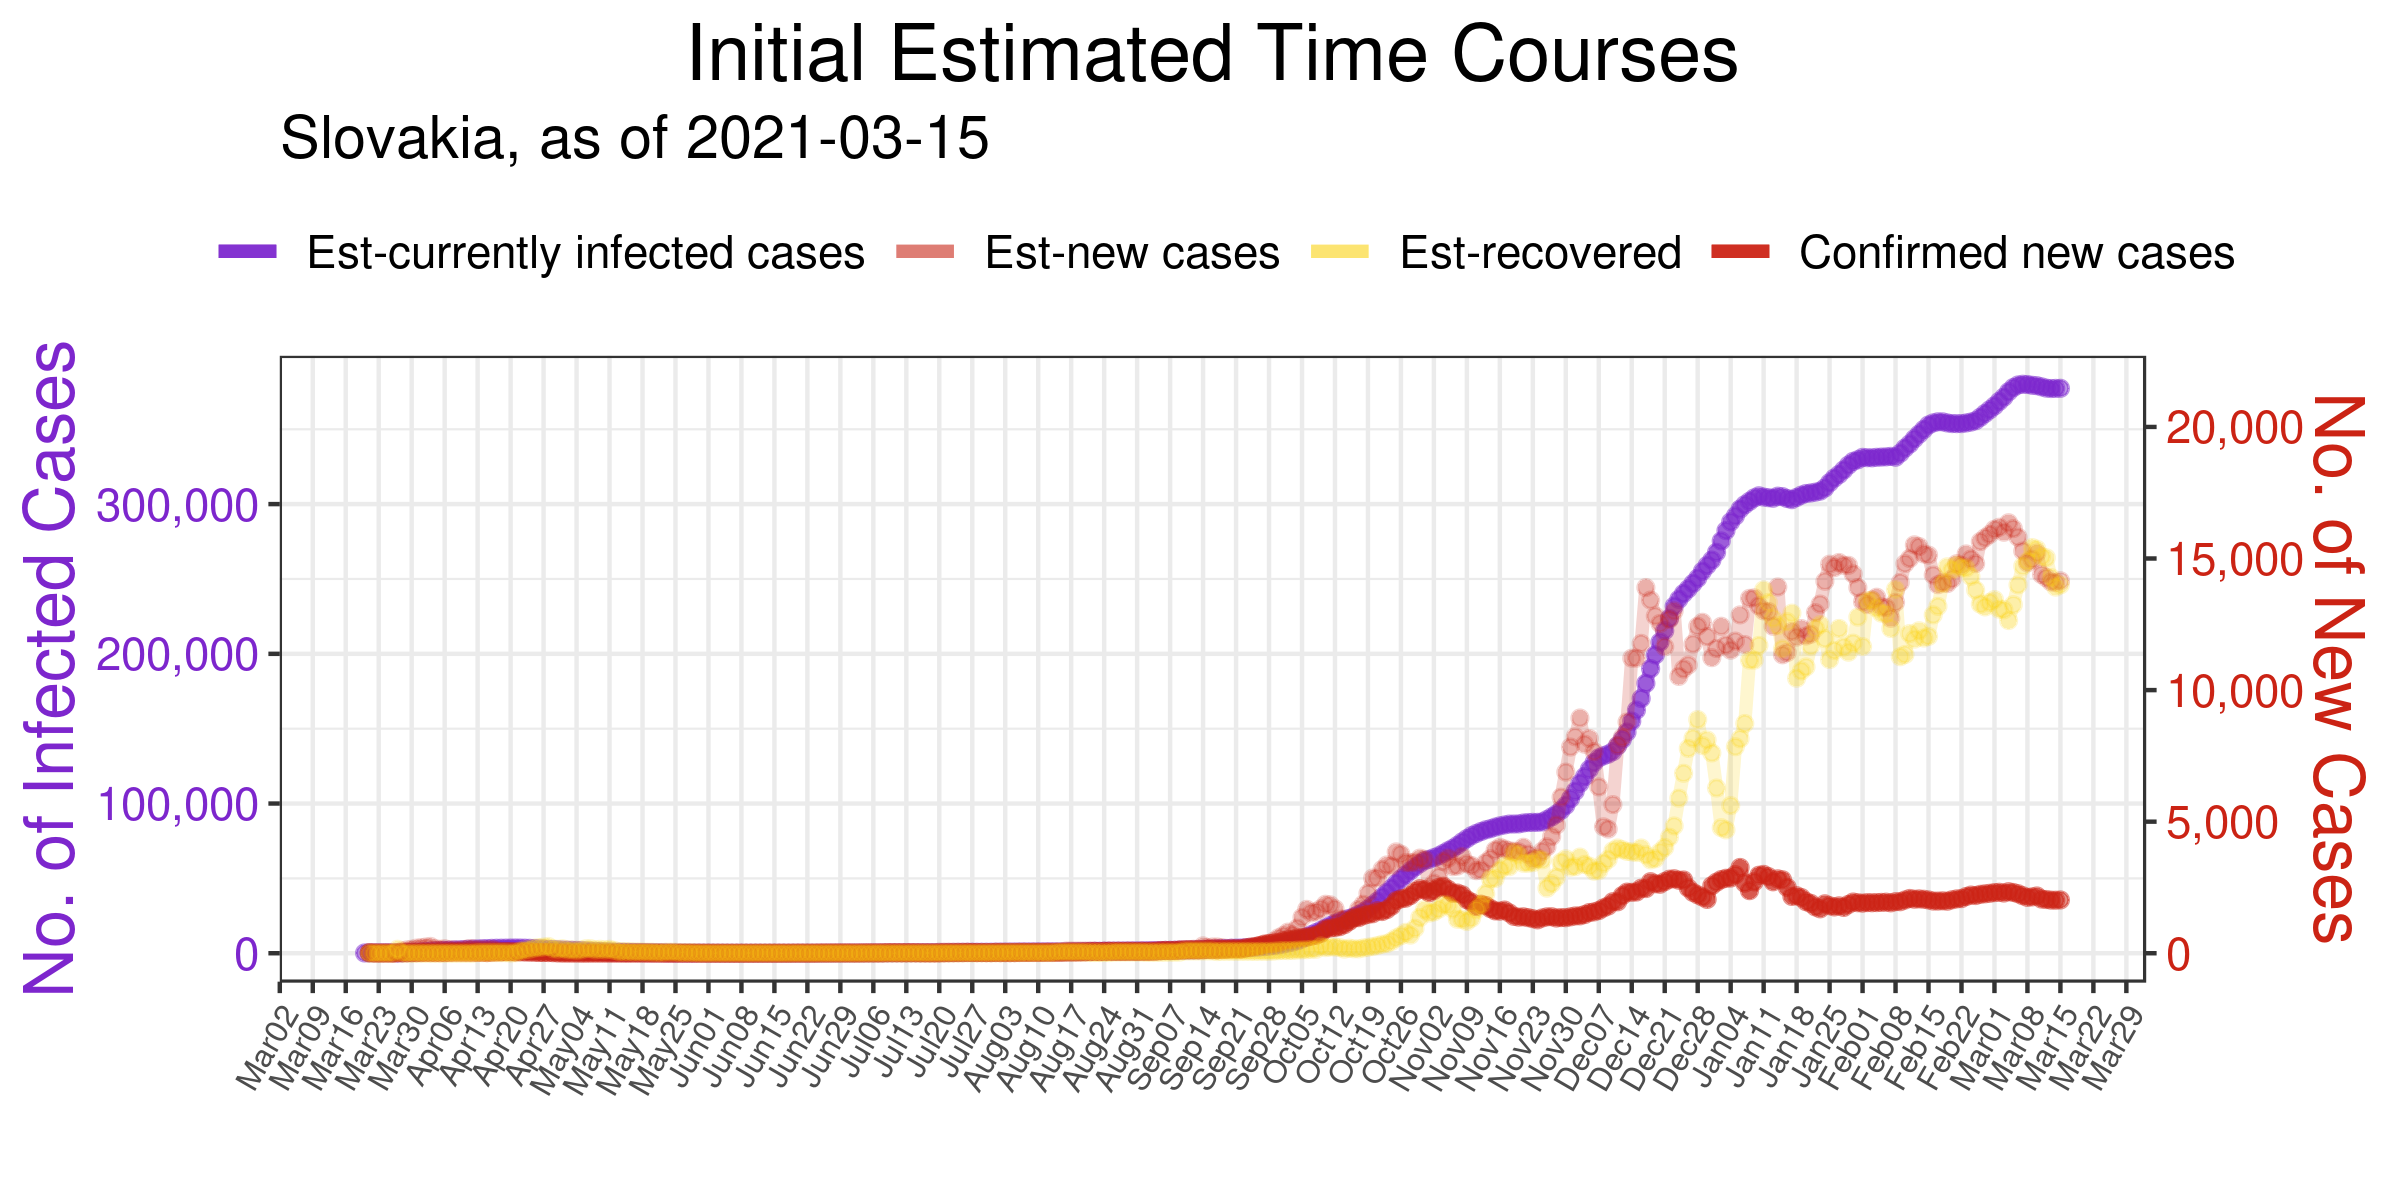 Initial Estimated Time Courses
Slovakia, as of 2021-03-15
Est-currently infected cases Est-new cases Est-recovered Confirmed new cases
No. of Infected Cases
300,000
200,000
100,000
0
20,000
15,000
10,000
5,000
0
No. of New Cases
Mar02 Mar09 Mar16 Mar23 Mar30 Apr06 Apr13 Apr20 Apr27 May04 May11 May18 May25 Jun01 Jun08 Jun15 Jun22 Jun29 Jul06 Jul13 Jul20 Jul27 Aug03 Aug10 Aug17 Aug24 Aug31 Sep07 Sep14 Sep21 Sep28 Oct05 Oct12 Oct19 Oct26 Nov02 Nov09 Nov16 Nov23 Nov30 Dec07 Dec14 Dec21 Dec28 Jan04 Jan11 Jan18 Jan25 Feb01 Feb08 Feb15 Feb22 Mar01 Mar08 Mar15 Mar22 Mar29